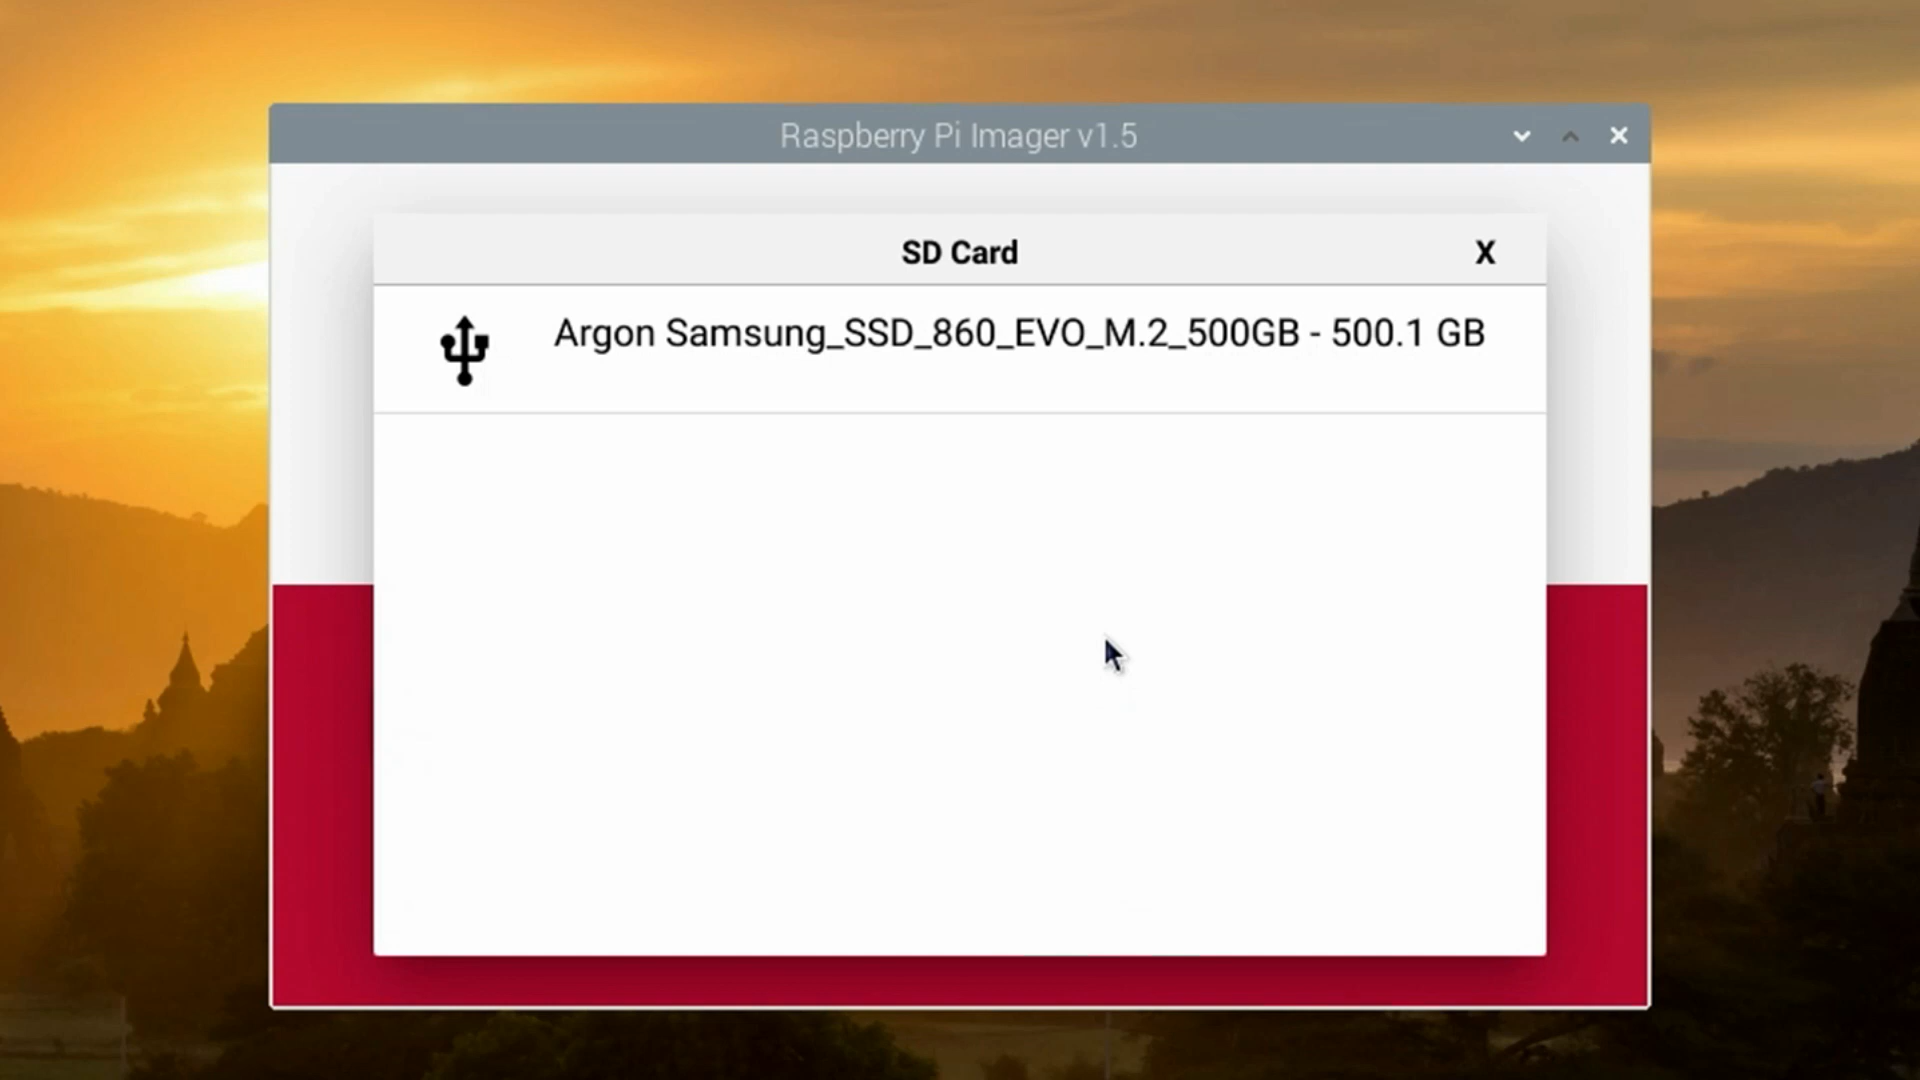 Raspberry Pi Imager v1.5
SD Card X
Argon Samsung_SSD_860_EVO_M.2_500GB - 500.1 GB